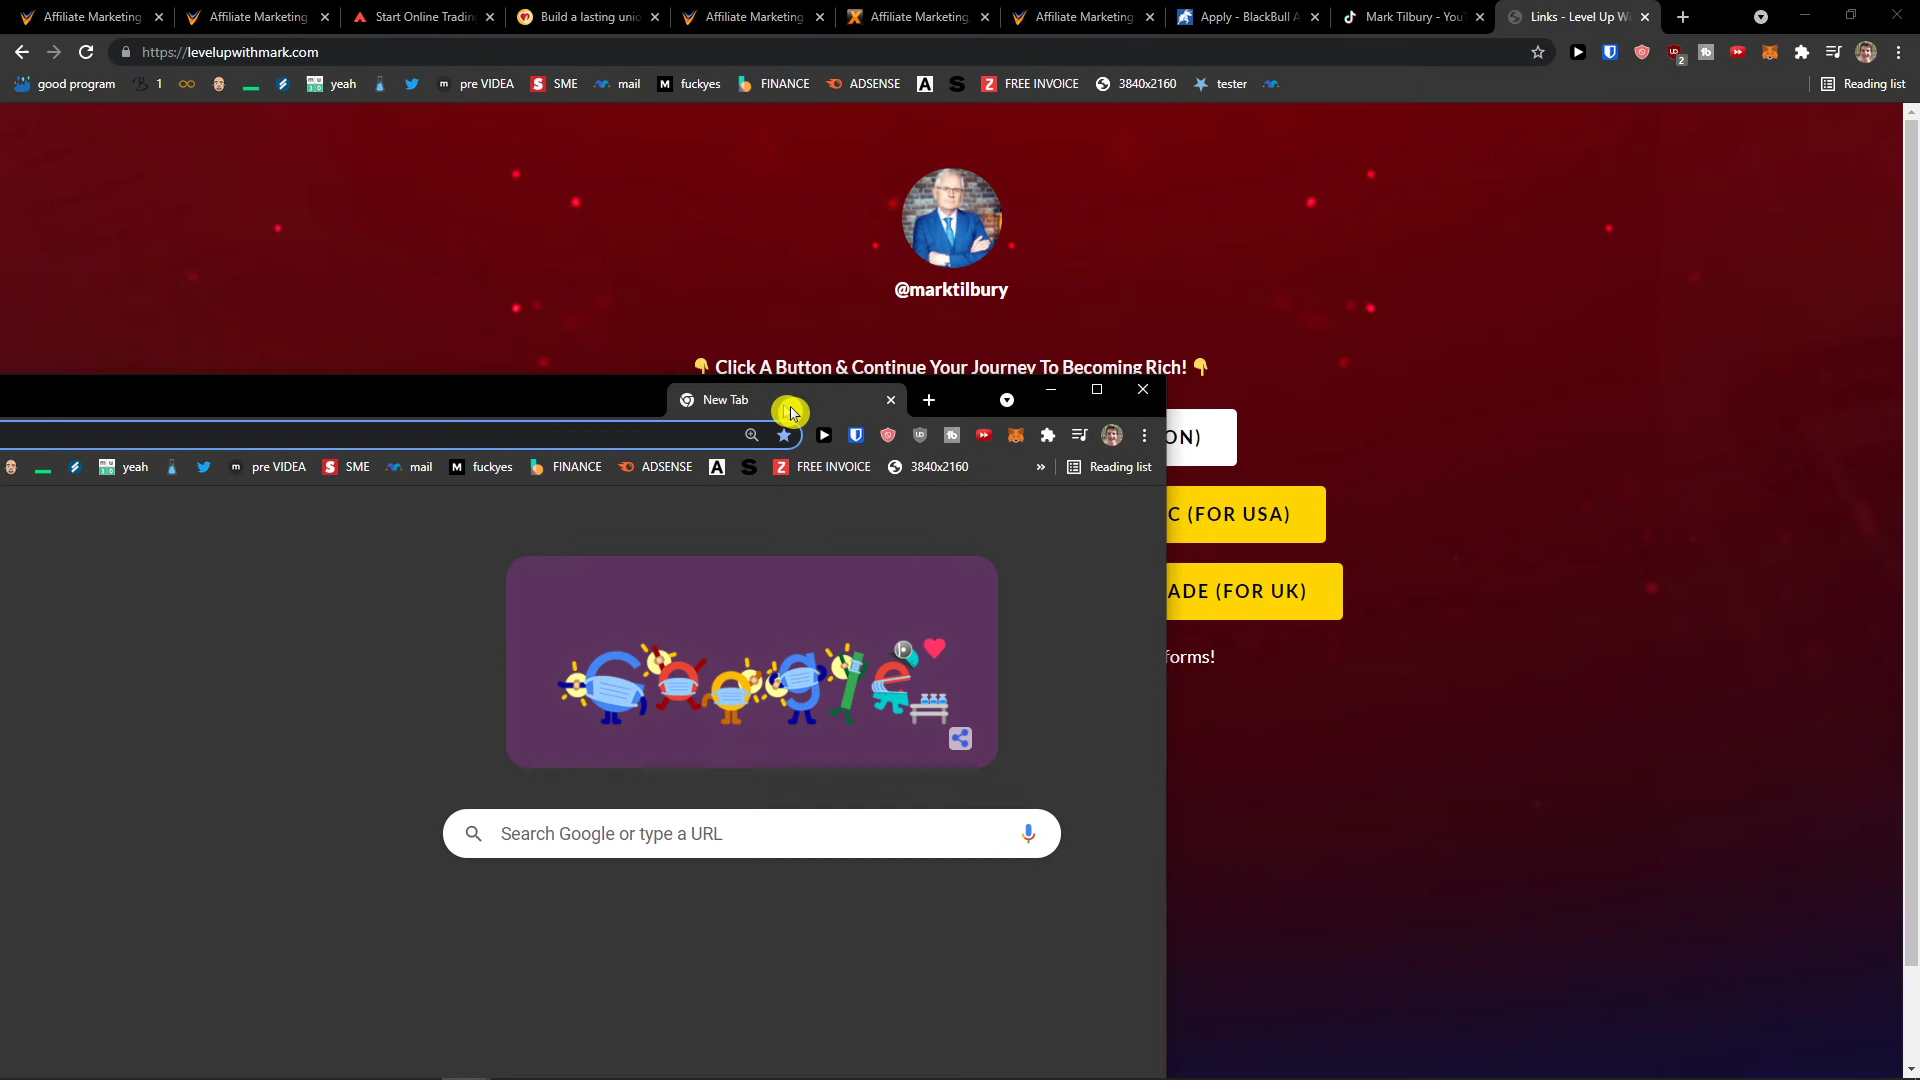 Affiliate Marketing Affiliate Marketing Start Online Tradin Build a lasting unio Affiliate Marketing Affiliate Marketing, Affiliate Marketing Apply - BlackBull A Mark Tilbury - YouT Links - Level Up Wi
https://levelupwithmark.com
good program 1 yeah pre VIDEA SME mail fuckyes FINANCE ADSENSE FREE INVOICE 3840x2160 tester Reading list
@marktilbury
👇 Click A Button & Continue Your Journey To Becoming Rich! 👇
New Tab
ON)
yeah pre VIDEA SME mail fuckyes FINANCE ADSENSE FREE INVOICE 3840x2160 » Reading list
C (FOR USA)
ADE (FOR UK)
forms!
Google
Search Google or type a URL